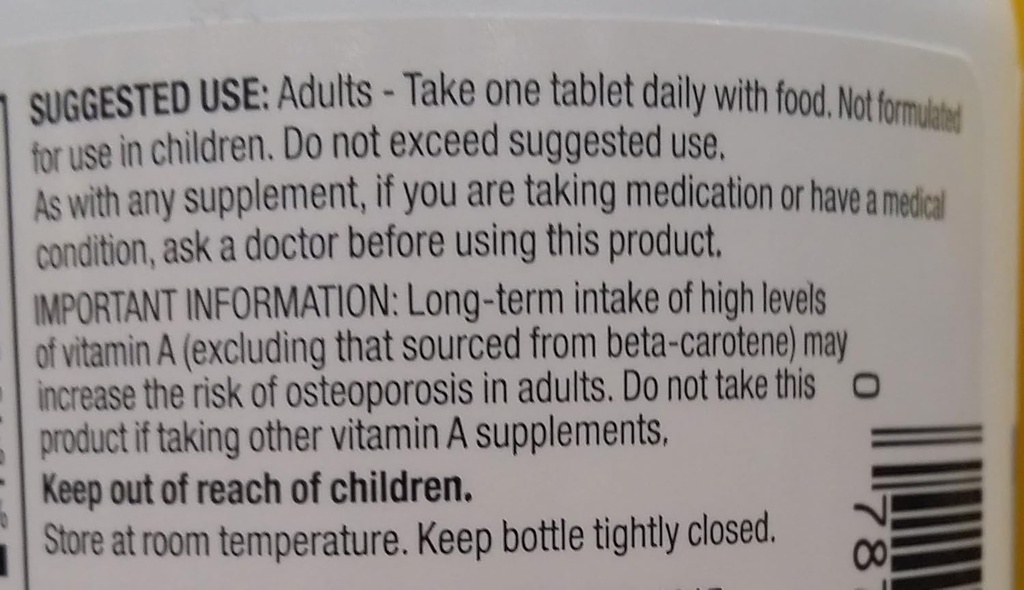 SUGGESTED USE: Adults - Take one tablet daily with food. Not formulated
for use in children. Do not exceed suggested use.
As with any supplement, if you are taking medication or have a medical
condition, ask a doctor before using this product.
IMPORTANT INFORMATION: Long-term intake of high levels
of vitamin A (excluding that sourced from beta-carotene) may
increase the risk of osteoporosis in adults. Do not take this
product if taking other vitamin A supplements.
Keep out of reach of children.
Store at room temperature. Keep bottle tightly closed.
0
78